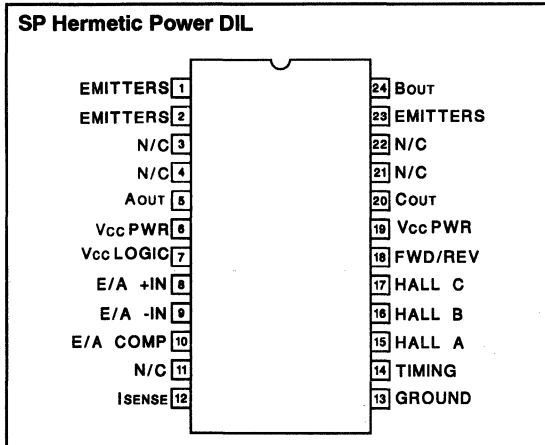 SP Hermetic Power DIL
EMITTERS 1
EMITTERS 2
N/C 3
N/C 4
AOUT 5
Vcc PWR 6
Vcc LOGIC 7
E/A +IN 8
E/A -IN 9
E/A COMP 10
N/C 11
ISENSE 12
24 BOUT
23 EMITTERS
22 N/C
21 N/C
20 COUT
19 Vcc PWR
18 FWD/REV
17 HALL C
16 HALL B
15 HALL A
14 TIMING
13 GROUND